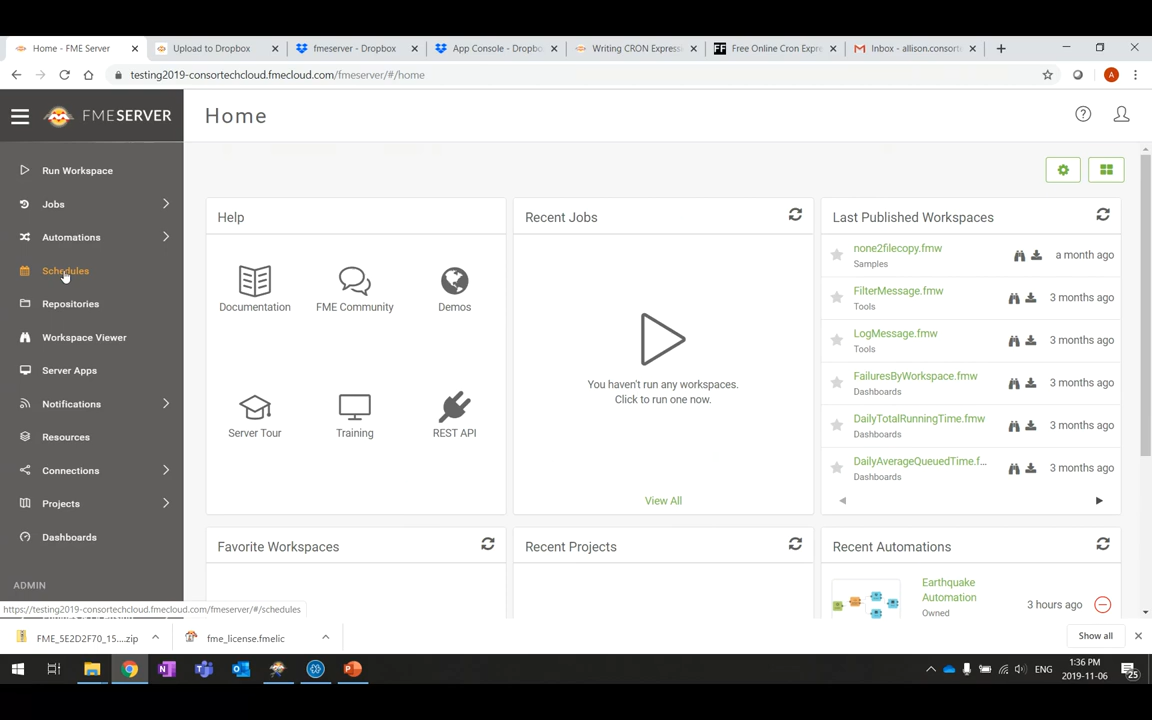 Home - FME Server
Upload to Dropbox
fmeserver - Dropbox
App Console - Dropbo
Writing CRON Express
FF
Free Online Cron Expre
Inbox - allison.consort
testing2019-consortechcloud.fmecloud.com/fmeserver/#/home
A
FMESERVER
Home
Run Workspace
Jobs
Automations
Schedules
Repositories
Workspace Viewer
Server Apps
Notifications
Resources
Connections
Projects
Dashboards
ADMIN
Help
Documentation
FME Community
Demos
Server Tour
Training
REST API
Recent Jobs
You haven't run any workspaces.
Click to run one now.
View All
Last Published Workspaces
none2filecopy.fmw
Samples
a month ago
FilterMessage.fmw
Tools
3 months ago
LogMessage.fmw
Tools
3 months ago
FailuresByWorkspace.fmw
Dashboards
3 months ago
DailyTotalRunningTime.fmw
Dashboards
3 months ago
DailyAverageQueuedTime.f...
Dashboards
3 months ago
Favorite Workspaces
Recent Projects
Recent Automations
Earthquake
Automation
Owned
3 hours ago
https://testing2019-consortechcloud.fmecloud.com/fmeserver/#/schedules
FME_5E2D2F70_15....zip
fme_license.fmelic
Show all
ENG
1:36 PM
2019-11-06
25